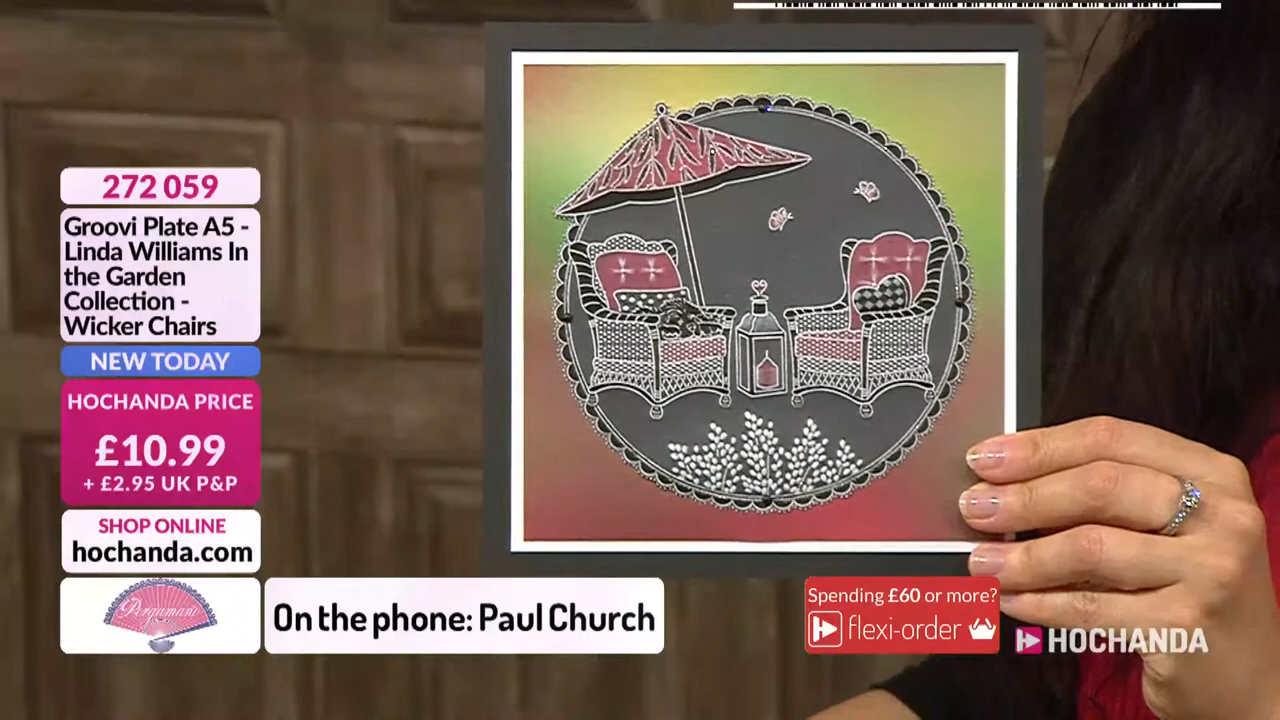 272 059
Groovi Plate A5 -
Linda Williams In
the Garden
Collection -
Wicker Chairs
NEW TODAY
HOCHANDA PRICE
£10.99
+ £2.95 UK P&P
SHOP ONLINE
hochanda.com
Pergamano
On the phone: Paul Church
Spending £60 or more?
flexi-order
HOCHANDA